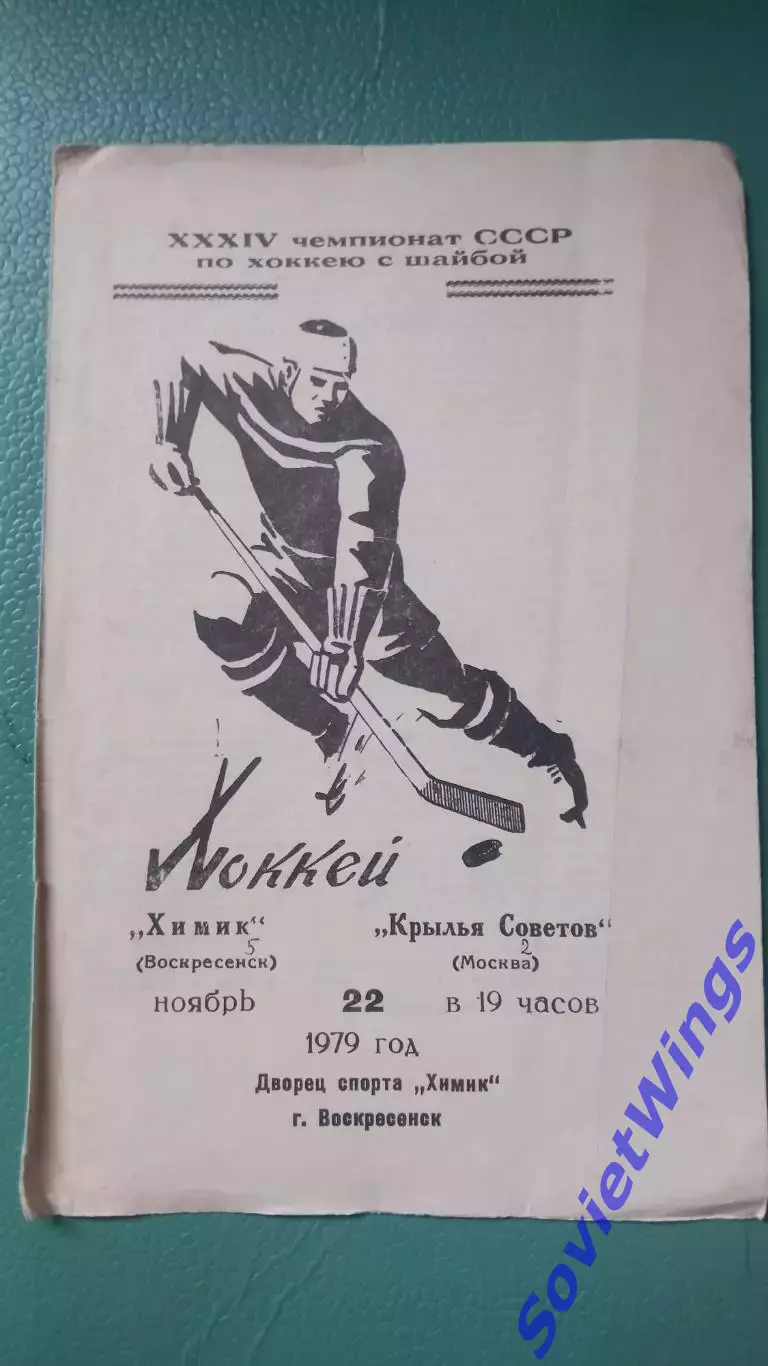 XXXIV чемпионат СССР
по хоккею с шайбой
Хоккей
„Химик“ „Крылья Советов“
5 2
(Воскресенск) (Москва)
ноябрь 22 в 19 часов
1979 год
Дворец спорта „Химик“
г. Воскресенск
SovietWings